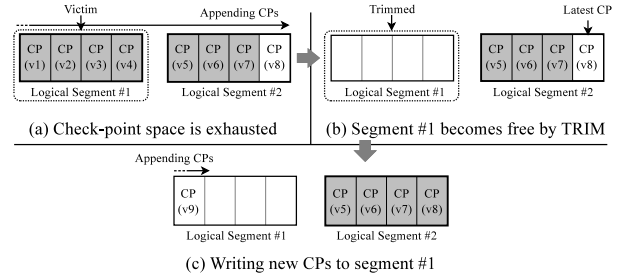 Victim
Appending CPs
CP
(v1)
CP
(v2)
CP
(v3)
CP
(v4)
Logical Segment #1
CP
(v5)
CP
(v6)
CP
(v7)
CP
(v8)
Logical Segment #2
(a) Check-point space is exhausted
Trimmed
Latest CP
Logical Segment #1
CP
(v5)
CP
(v6)
CP
(v7)
CP
(v8)
Logical Segment #2
(b) Segment #1 becomes free by TRIM
Appending CPs
CP
(v9)
Logical Segment #1
CP
(v5)
CP
(v6)
CP
(v7)
CP
(v8)
Logical Segment #2
(c) Writing new CPs to segment #1